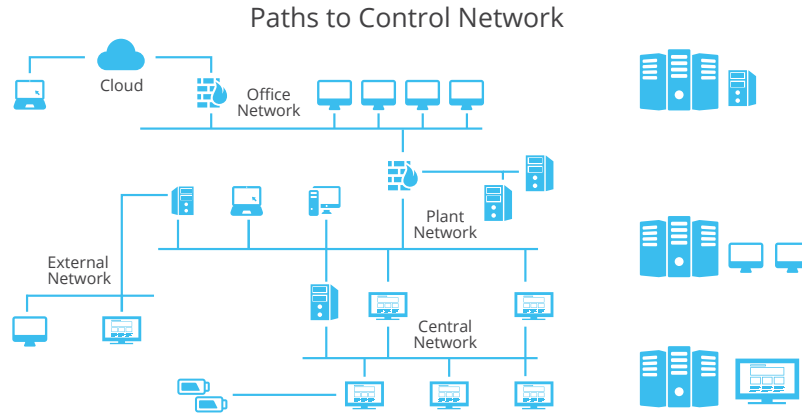 Paths to Control Network
Cloud
Office
Network
Plant
Network
External
Network
Central
Network